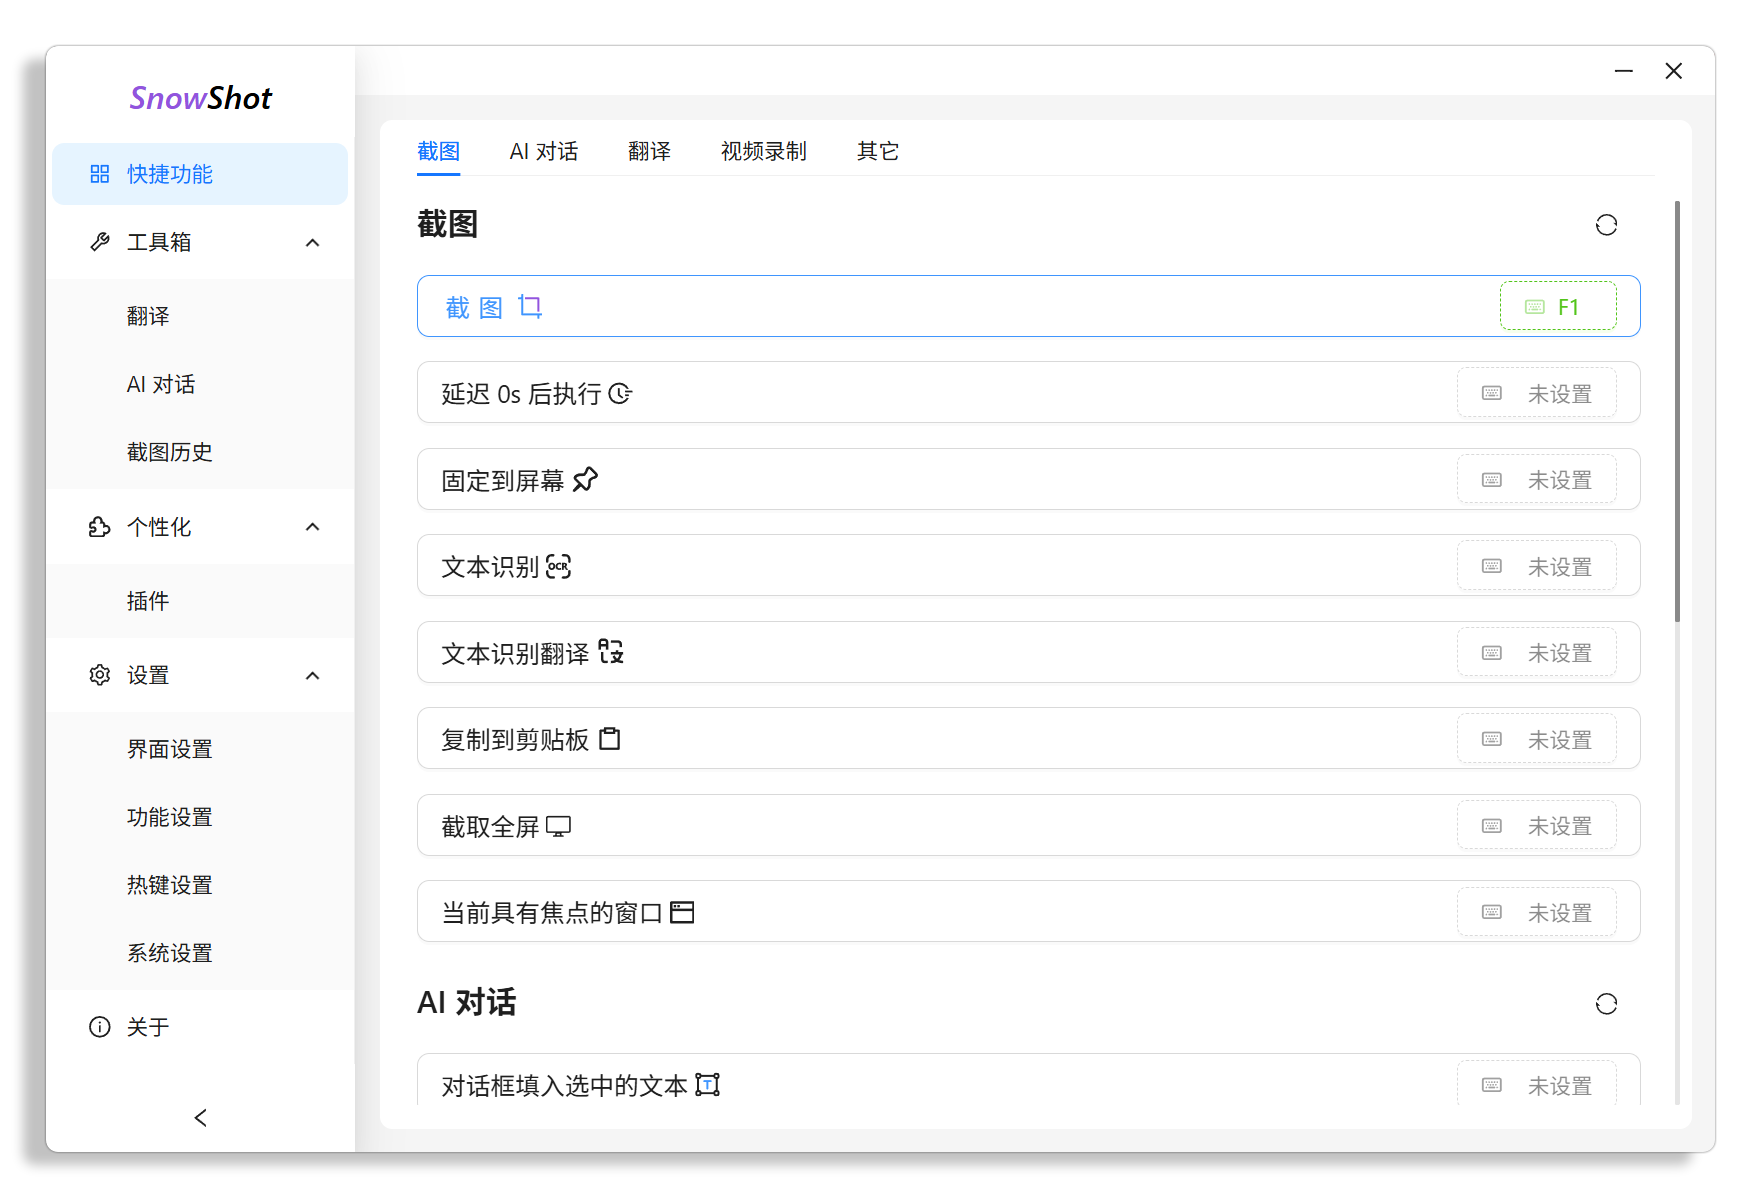 SnowShot
快捷功能
工具箱
翻译
AI 对话
截图历史
个性化
插件
设置
界面设置
功能设置
热键设置
系统设置
关于
截图 AI 对话 翻译 视频录制 其它
截图
截 图 F1
延迟 0s 后执行 未设置
固定到屏幕 未设置
文本识别 OCR 未设置
文本识别翻译 A 文 未设置
复制到剪贴板 未设置
截取全屏 未设置
当前具有焦点的窗口 未设置
AI 对话
对话框填入选中的文本 T 未设置